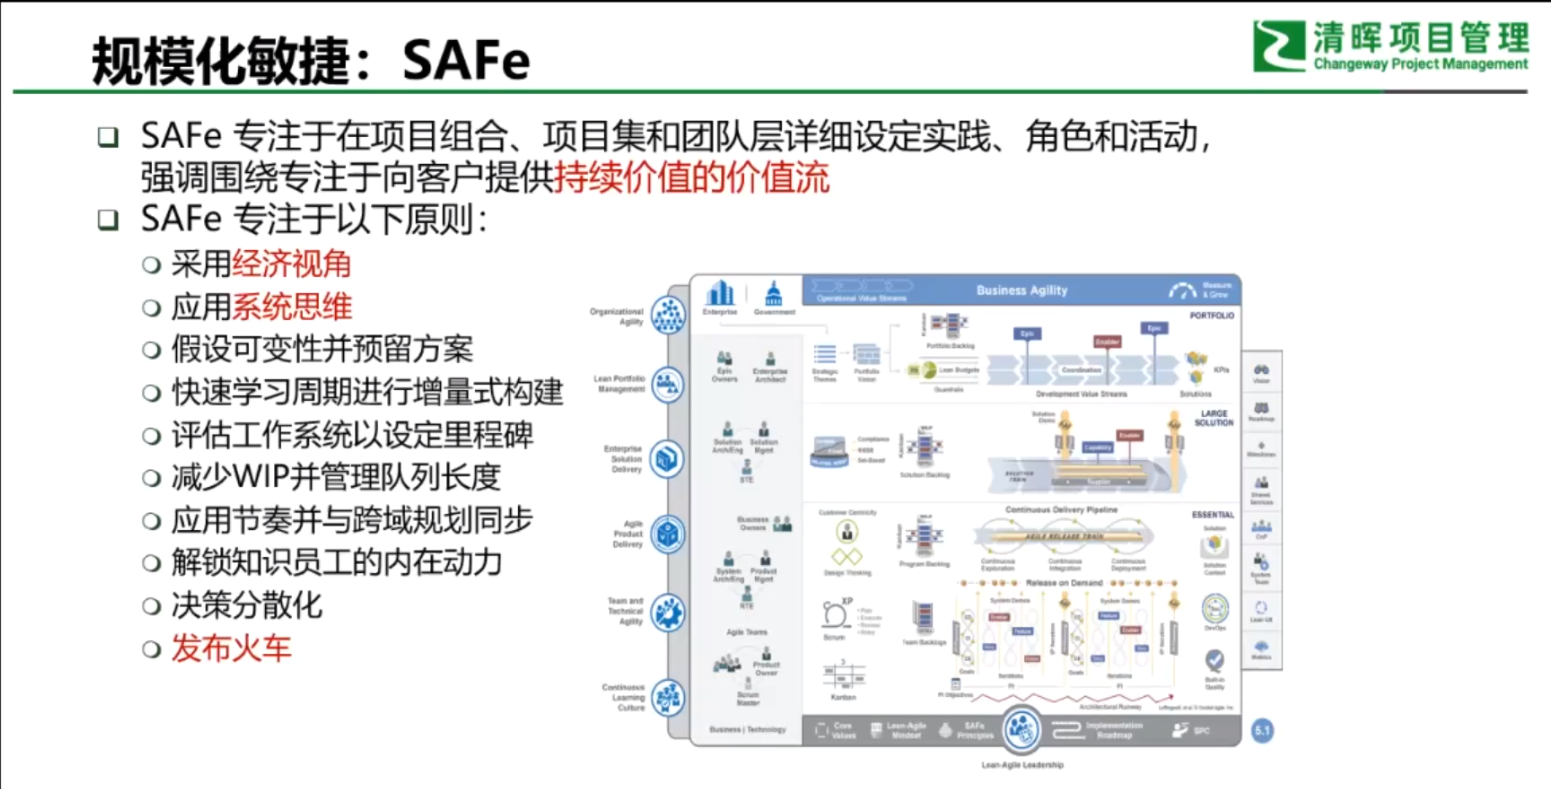 规模化敏捷：SAFe
清晖项目管理
Changeway Project Management
SAFe 专注于在项目组合、项目集和团队层详细设定实践、角色和活动，
强调围绕专注于向客户提供持续价值的价值流
SAFe 专注于以下原则：
采用经济视角
应用系统思维
假设可变性并预留方案
快速学习周期进行增量式构建
评估工作系统以设定里程碑
减少WIP并管理队列长度
应用节奏并与跨域规划同步
解锁知识员工的内在动力
决策分散化
发布火车
Organizational
Agility
Lean Portfolio
Management
Enterprise
Solution
Delivery
Agile
Product
Delivery
Team and
Technical
Agility
Continuous
Learning
Culture
Enterprise
Government
Epic
Owners
Enterprise
Architect
Solution
Arch/Eng
Solution
Mgmt
STE
Business
Owners
System
Arch/Eng
Product
Mgmt
RTE
Agile Teams
Product
Owner
Scrum
Master
Business | Technology
Operational Value Streams
Business Agility
Measure
& Grow
PORTFOLIO
Strategic
Themes
Portfolio
Vision
Kanban
Portfolio Backlog
Lean Budgets
Guardrails
Epic
Enabler
Epic
Coordination
Development Value Streams
KPIs
Solutions
LARGE
SOLUTION
Compliance
Set-Based
Kanban
Solution Backlog
Solution
Demo
Capability
Enabler
SOLUTION
TRAIN
Supplier
ESSENTIAL
Customer Centricity
Design Thinking
Kanban
Program Backlog
Continuous Delivery Pipeline
AGILE RELEASE TRAIN
Continuous
Exploration
Continuous
Integration
Continuous
Deployment
Release on Demand
Solution
Solution
Context
XP
Scrum
Kanban
Team Backlogs
System Demos
System Demos
Enabler
Feature
Feature
Enabler
Goals
Iterations
Goals
Iterations
PI
PI
PI Objectives
Architectural Runway
DevOps
Built-In
Quality
Vision
Roadmap
Milestones
Shared
Services
CoP
System
Team
Lean UX
Metrics
Core
Values
Lean-Agile
Mindset
SAFe
Principles
Implementation
Roadmap
SPC
Lean-Agile Leadership
5.1